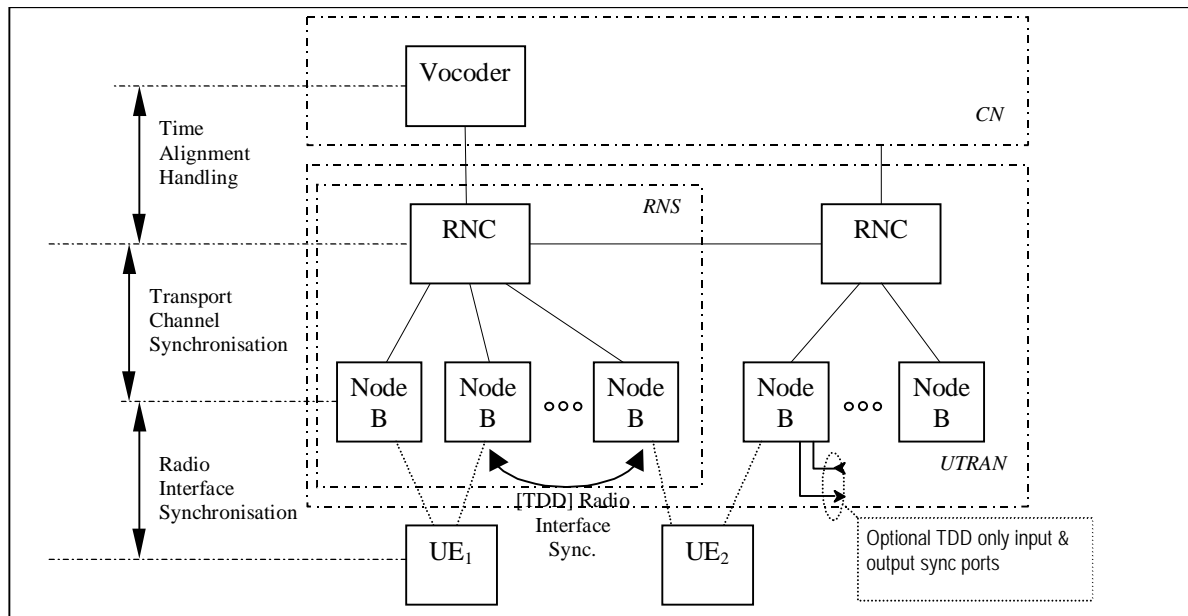 Vocoder
CN
Time
Alignment
Handling
RNS
RNC
RNC
Transport
Channel
Synchronisation
Node
B
Node
B
Node
B
Node
B
Node
B
UTRAN
Radio
Interface
Synchronisation
[TDD] Radio
Interface
Sync.
UE1
UE2
Optional TDD only input &
output sync ports